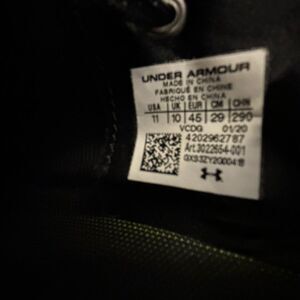 UNDER ARMOUR
MADE IN CHINA
FABRIQUÉ EN CHINE
HECHO EN CHINA
USA UK EUR CM CHN
11 10 45 29 290
VCDG 01/20
4202962787
Art.3022654-001
GXS3ZY200041B